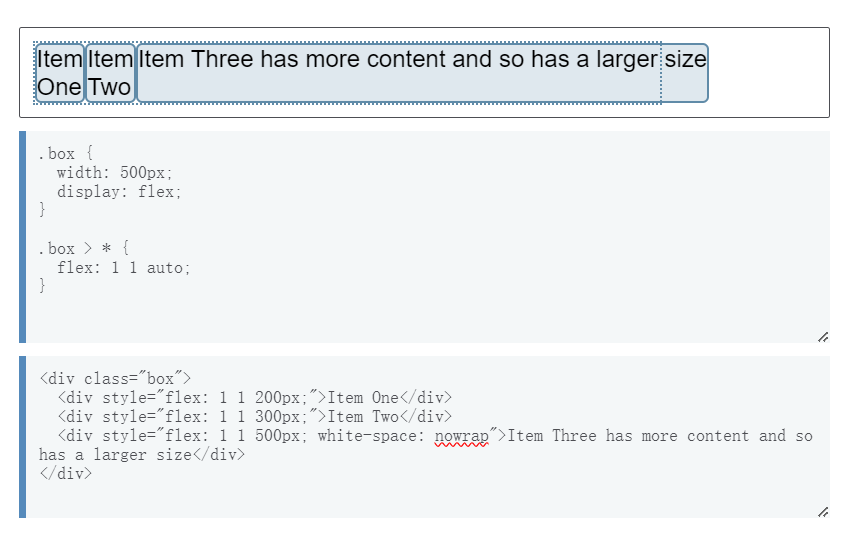 Item Item Item Three has more content and so has a larger size
One Two
.box {
  width: 500px;
  display: flex;
}
.box > * {
  flex: 1 1 auto;
}
<div class="box">
  <div style="flex: 1 1 200px;">Item One</div>
  <div style="flex: 1 1 300px;">Item Two</div>
  <div style="flex: 1 1 500px; white-space: nowrap">Item Three has more content and so
has a larger size</div>
</div>